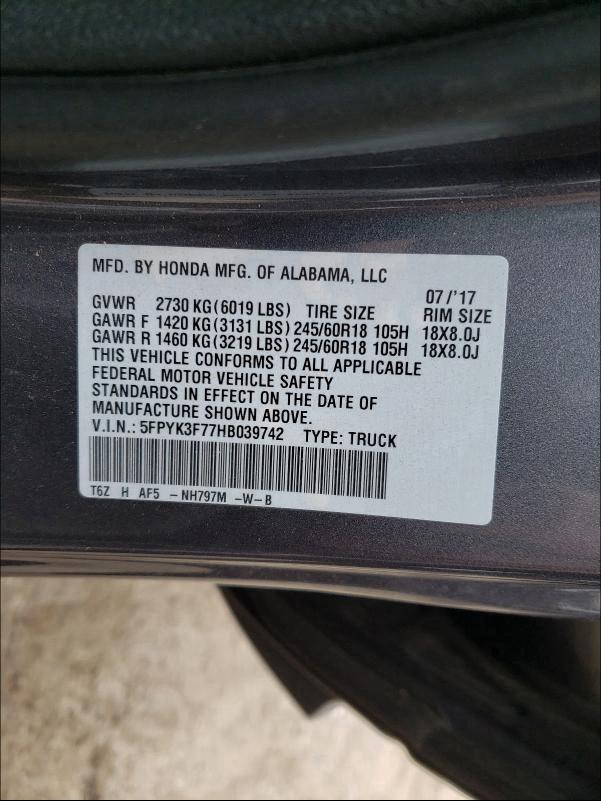 MFD. BY HONDA MFG. OF ALABAMA, LLC
07/'17
GVWR 2730 KG(6019 LBS) TIRE SIZE RIM SIZE
GAWR F 1420 KG(3131 LBS) 245/60R18 105H 18X8.0J
GAWR R 1460 KG(3219 LBS) 245/60R18 105H 18X8.0J
THIS VEHICLE CONFORMS TO ALL APPLICABLE
FEDERAL MOTOR VEHICLE SAFETY
STANDARDS IN EFFECT ON THE DATE OF
MANUFACTURE SHOWN ABOVE.
V.I.N.: 5FPYK3F77HB039742 TYPE: TRUCK
T6Z H AF5 -NH797M -W-B